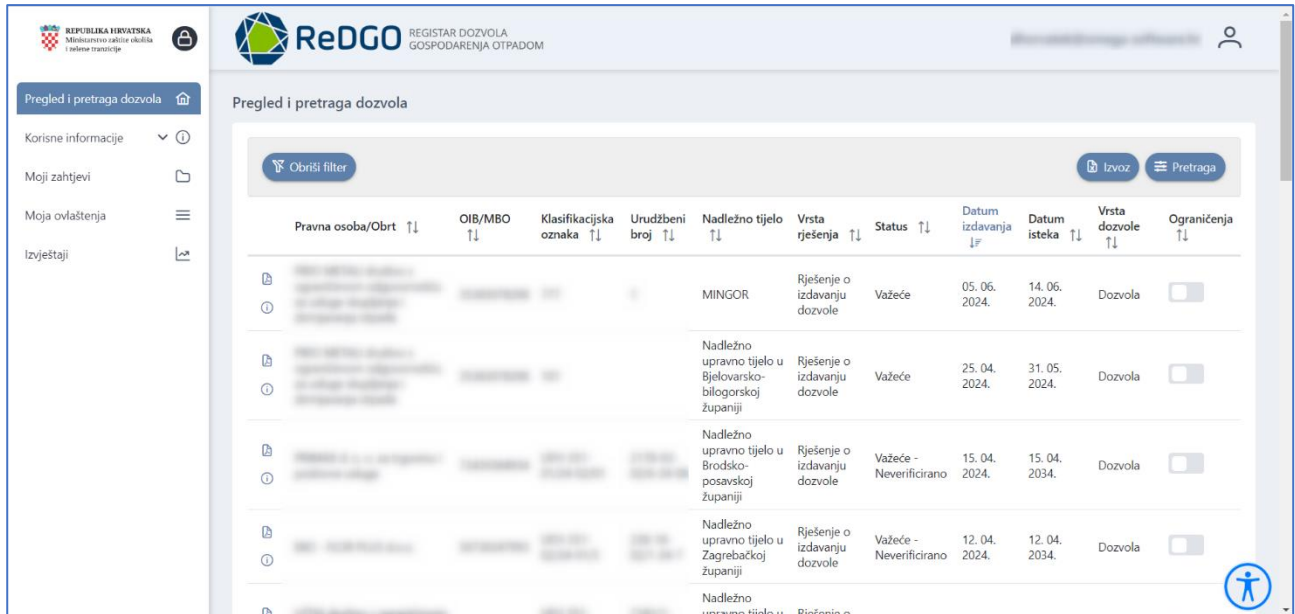 REPUBLIKA HRVATSKA
Ministarstvo zaštite okoliša
i zelene tranzicije
ReDGO
REGISTAR DOZVOLA
GOSPODARENJA OTPADOM
Pregled i pretraga dozvola
Korisne informacije
Moji zahtjevi
Moja ovlaštenja
Izvještaji
Pregled i pretraga dozvola
Obriši filter
Izvoz
Pretraga
Pravna osoba/Obrt
OIB/MBO
Klasifikacijska
oznaka
Urudžbeni
broj
Nadležno tijelo
Vrsta
rješenja
Status
Datum
izdavanja
Datum
isteka
Vrsta
dozvole
Ograničenja
MINGOR
Rješenje o
izdavanju
dozvole
Važeće
05. 06.
2024.
14. 06.
2024.
Dozvola
Nadležno
upravno tijelo u
Bjelovarsko-
bilogorskoj
županiji
Rješenje o
izdavanju
dozvole
Važeće
25. 04.
2024.
31. 05.
2024.
Dozvola
Nadležno
upravno tijelo u
Brodsko-
posavskoj
županiji
Rješenje o
izdavanju
dozvole
Važeće -
Neverificirano
15. 04.
2024.
15. 04.
2034.
Dozvola
Nadležno
upravno tijelo u
Zagrebačkoj
županiji
Rješenje o
izdavanju
dozvole
Važeće -
Neverificirano
12. 04.
2024.
12. 04.
2034.
Dozvola
Nadležno
upravno tijelo u
Rješenje o